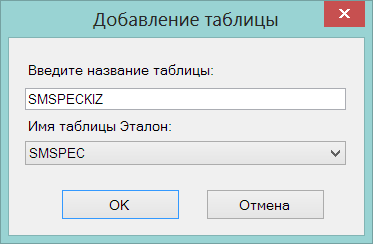 Добавление таблицы
Введите название таблицы:
SMSPECKIZ
Имя таблицы Эталон:
SMSPEC
OK
Отмена